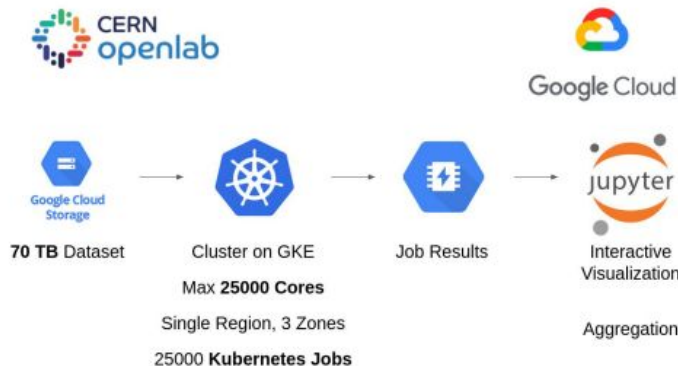 CERN
openlab
Google Cloud
Google Cloud
Storage
jupyter
70 TB Dataset
Cluster on GKE
Job Results
Interactive
Visualization
Max 25000 Cores
Single Region, 3 Zones
Aggregation
25000 Kubernetes Jobs